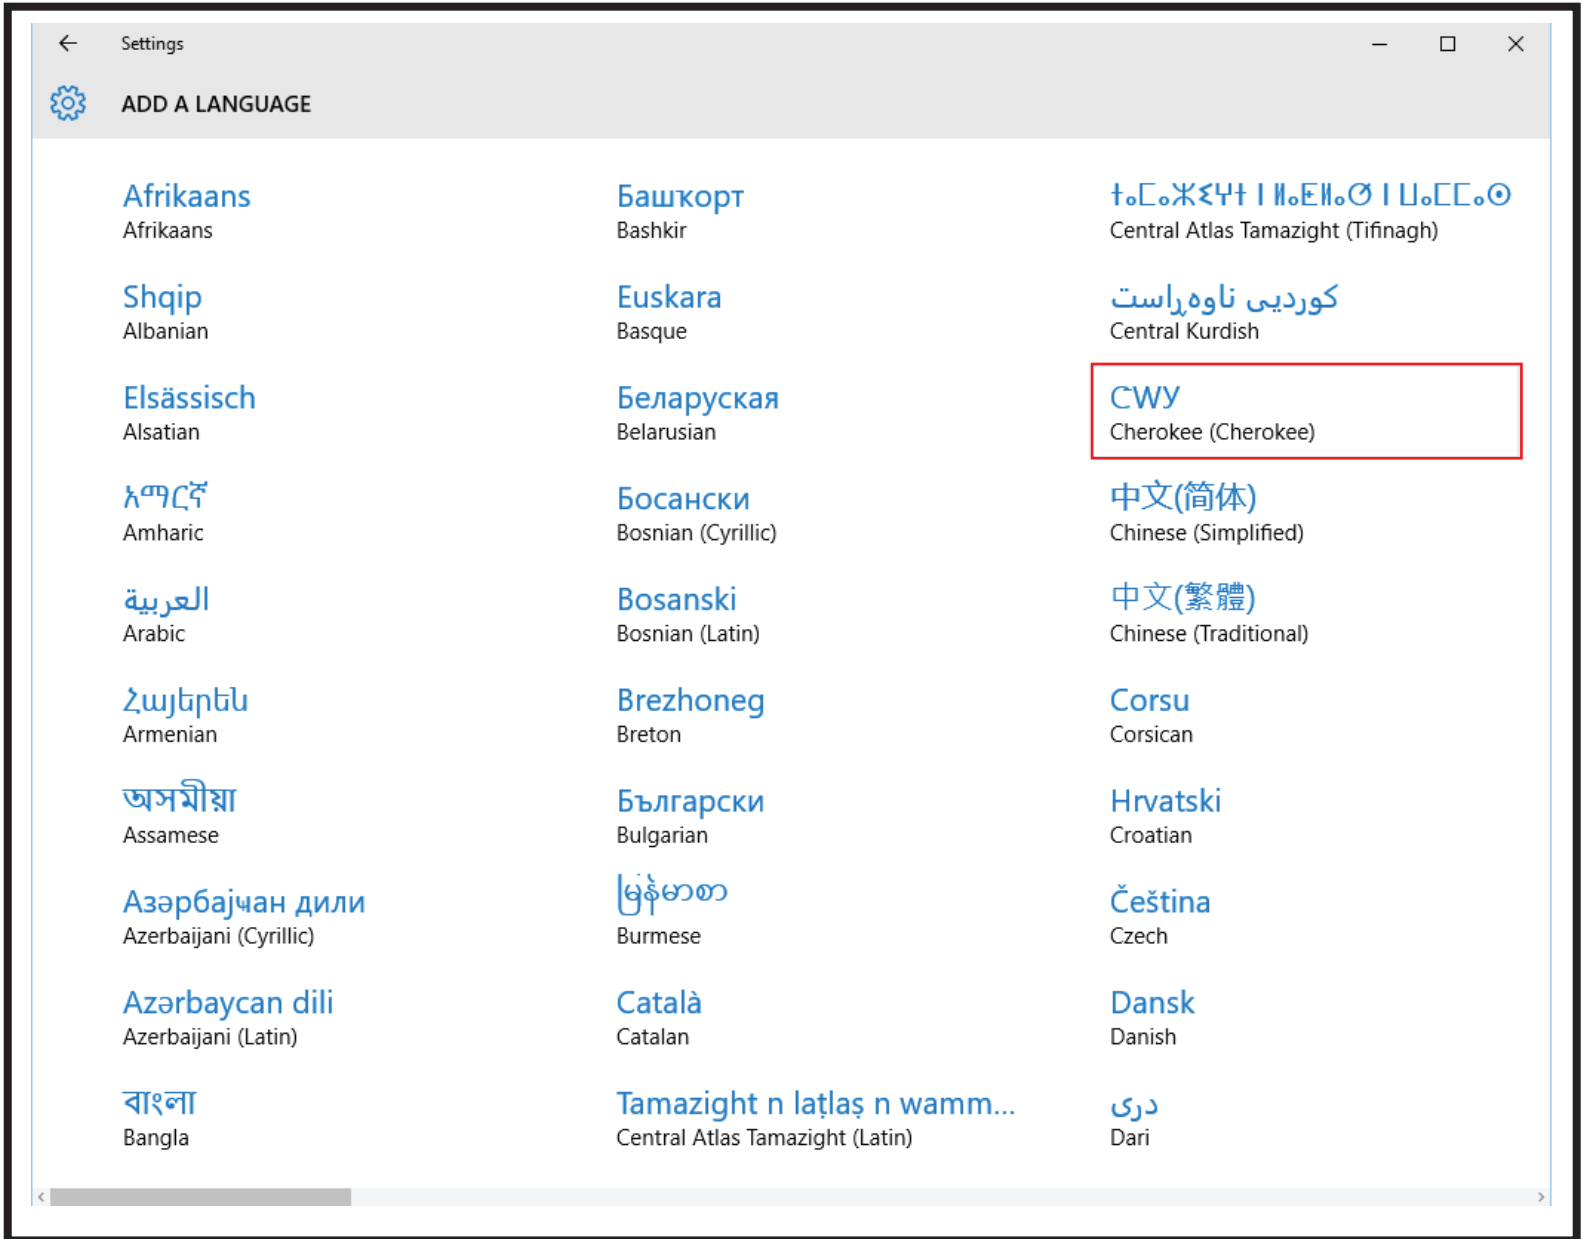 Settings
ADD A LANGUAGE
Afrikaans
Afrikaans
Shqip
Albanian
Elsässisch
Alsatian
አማርኛ
Amharic
العربية
Arabic
Հայերեն
Armenian
অসমীয়া
Assamese
Азәрбајҹан дили
Azerbaijani (Cyrillic)
Azərbaycan dili
Azerbaijani (Latin)
বাংলা
Bangla
Башҡорт
Bashkir
Euskara
Basque
Беларуская
Belarusian
Босански
Bosnian (Cyrillic)
Bosanski
Bosnian (Latin)
Brezhoneg
Breton
Български
Bulgarian
မြန်မာစာ
Burmese
Català
Catalan
Tamazight n laṭlaṣ n wamm...
Central Atlas Tamazight (Latin)
ⵜⴰⵎⴰⵣⵉⵖⵜ ⵏ ⵍⴰⵟⵍⴰⵚ ⵏ ⵡⴰⵎⵎⴰⵙ
Central Atlas Tamazight (Tifinagh)
کوردیی ناوەڕاست
Central Kurdish
ᏣᎳᎩ
Cherokee (Cherokee)
中文(简体)
Chinese (Simplified)
中文(繁體)
Chinese (Traditional)
Corsu
Corsican
Hrvatski
Croatian
Čeština
Czech
Dansk
Danish
درى
Dari